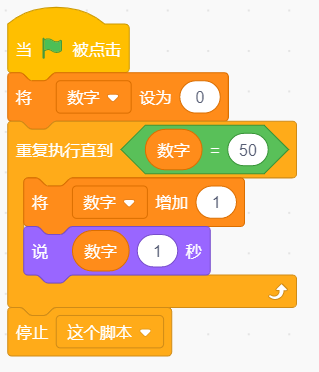 当 被点击
将 数字 设为 0
重复执行直到 数字 = 50
将 数字 增加 1
说 数字 1 秒
停止 这个脚本